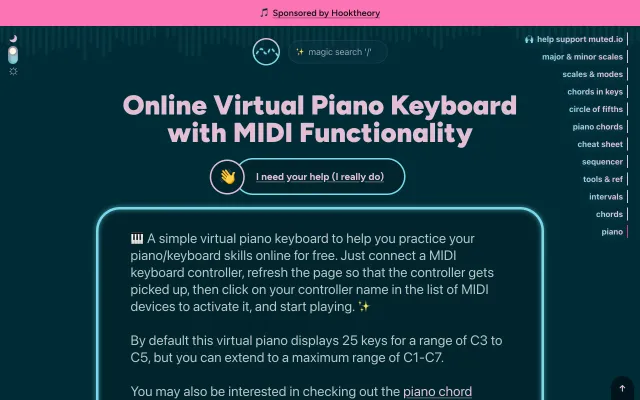 🎵 Sponsored by Hooktheory
✨ magic search '/'
🙌 help support muted.io
major & minor scales
scales & modes
chords in keys
circle of fifths
piano chords
cheat sheet
sequencer
tools & ref
intervals
chords
piano
Online Virtual Piano Keyboard
with MIDI Functionality
👋 I need your help (I really do)
🎹 A simple virtual piano keyboard to help you practice your
piano/keyboard skills online for free. Just connect a MIDI
keyboard controller, refresh the page so that the controller gets
picked up, then click on your controller name in the list of MIDI
devices to activate it, and start playing. ✨
By default this virtual piano displays 25 keys for a range of C3 to
C5, but you can extend to a maximum range of C1-C7.
You may also be interested in checking out the piano chord